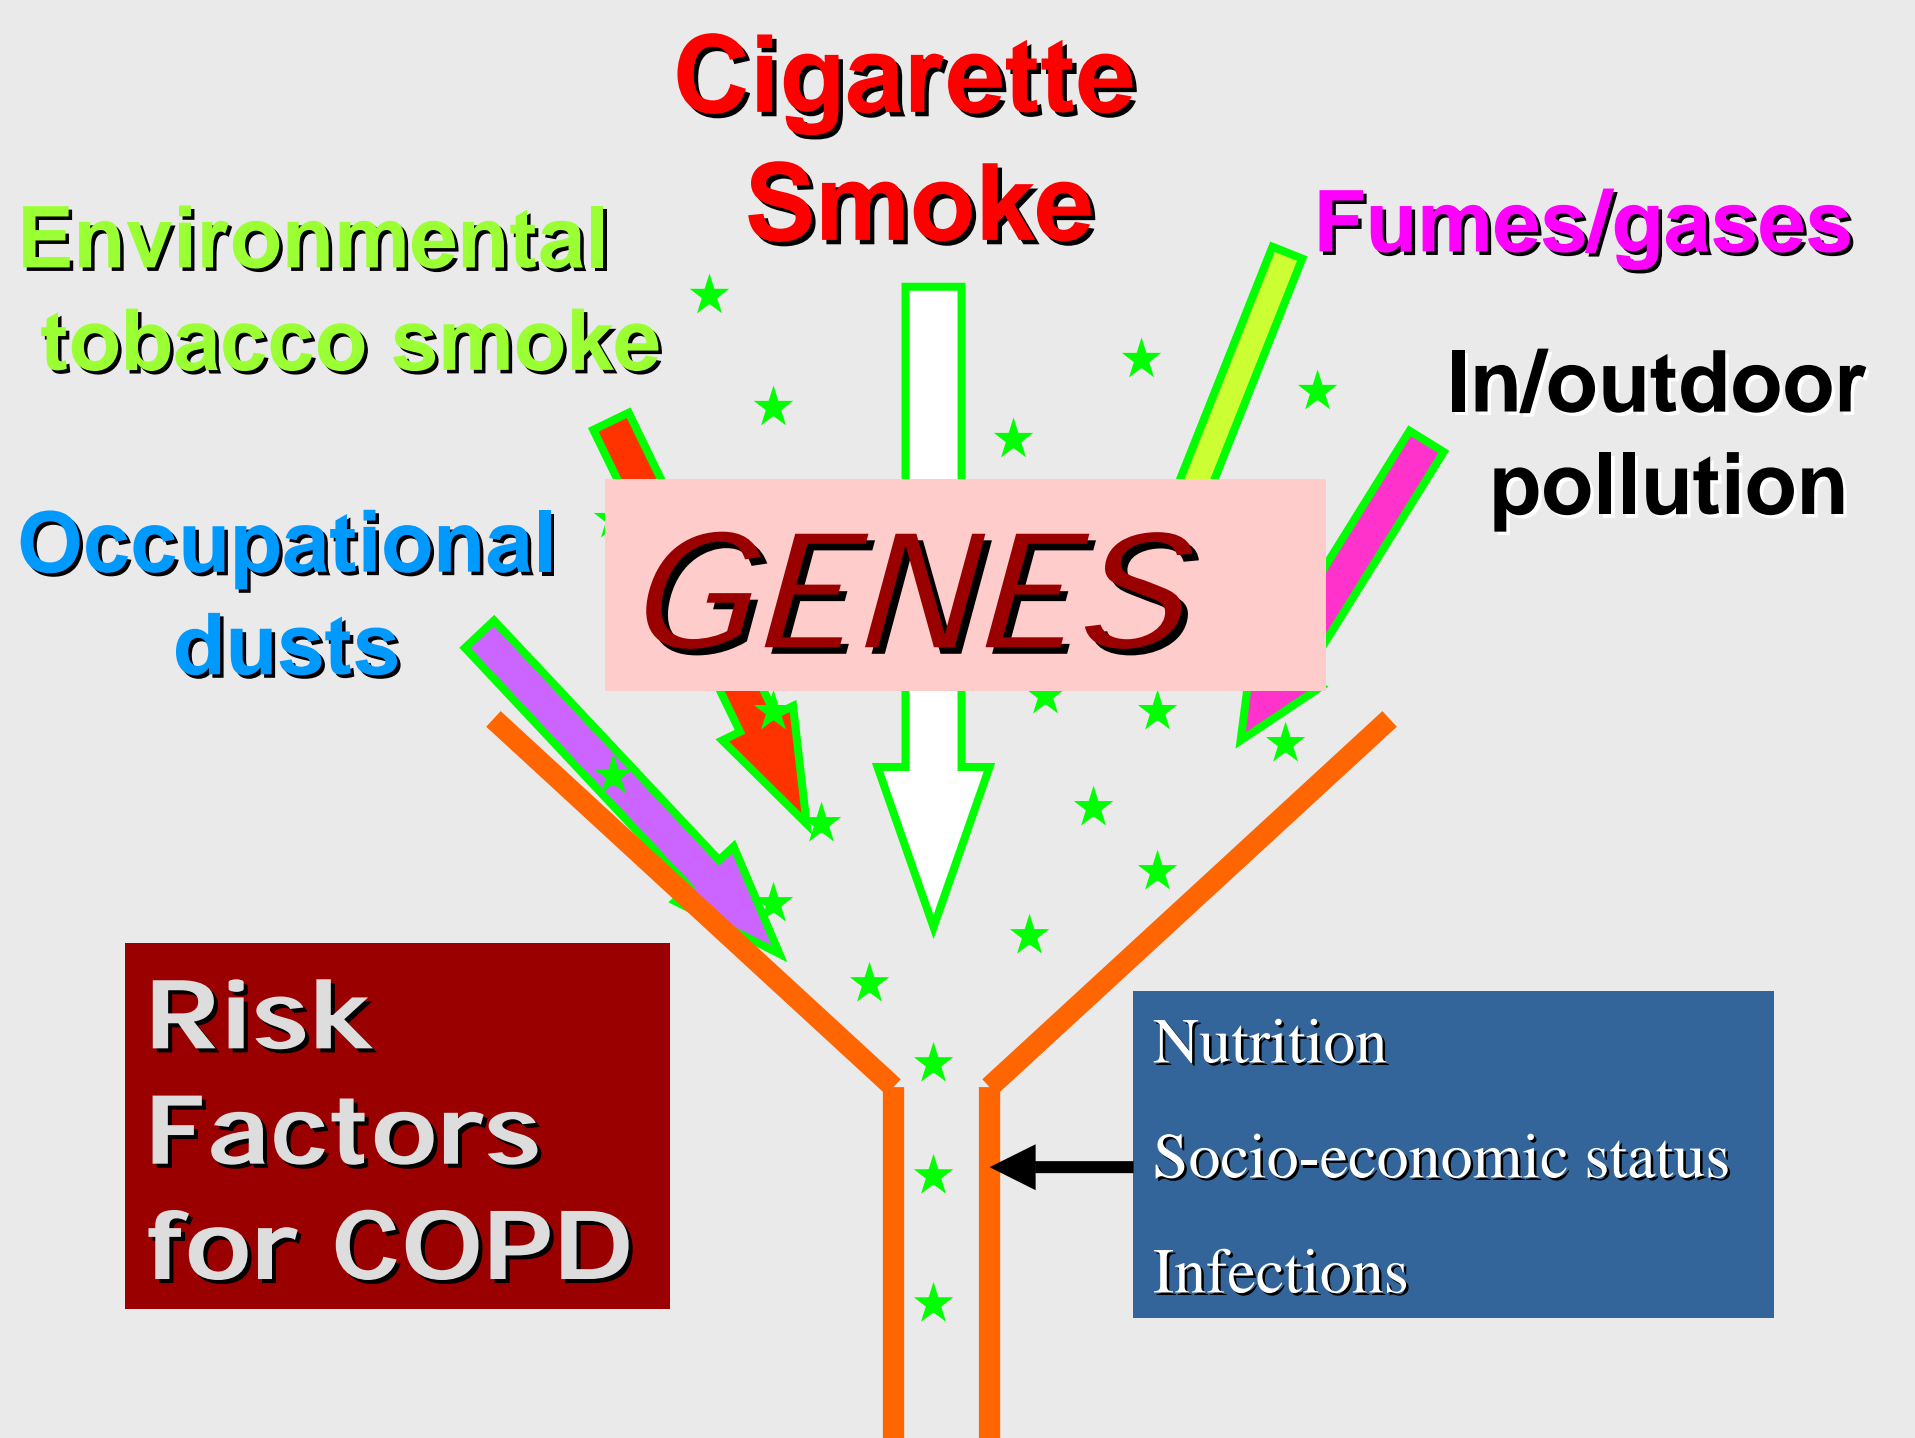 Cigarette
Smoke
Environmental
tobacco smoke
Fumes/gases
In/outdoor
pollution
Occupational
dusts
GENES
Risk
Factors
for COPD
Nutrition
Socio-economic status
Infections